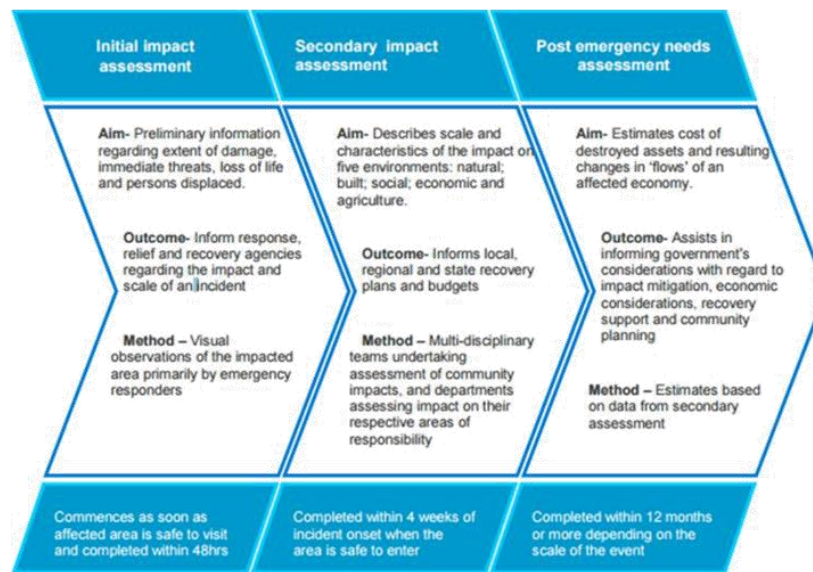 Initial impact
assessment
Secondary impact
assessment
Post emergency needs
assessment
Aim- Preliminary information
regarding extent of damage,
immediate threats, loss of life
and persons displaced.
Outcome- Inform response,
relief and recovery agencies
regarding the impact and
scale of an incident
Method – Visual
observations of the impacted
area primarily by emergency
responders
Aim- Describes scale and
characteristics of the impact on
five environments: natural;
built; social; economic and
agriculture.
Outcome- Informs local,
regional and state recovery
plans and budgets
Method – Multi-disciplinary
teams undertaking
assessment of community
impacts, and departments
assessing impact on their
respective areas of
responsibility
Aim- Estimates cost of
destroyed assets and resulting
changes in 'flows' of an
affected economy.
Outcome- Assists in
informing government's
considerations with regard to
impact mitigation, economic
considerations, recovery
support and community
planning
Method – Estimates based
on data from secondary
assessment
Commences as soon as
affected area is safe to visit
and completed within 48hrs
Completed within 4 weeks of
incident onset when the
area is safe to enter
Completed within 12 months
or more depending on the
scale of the event